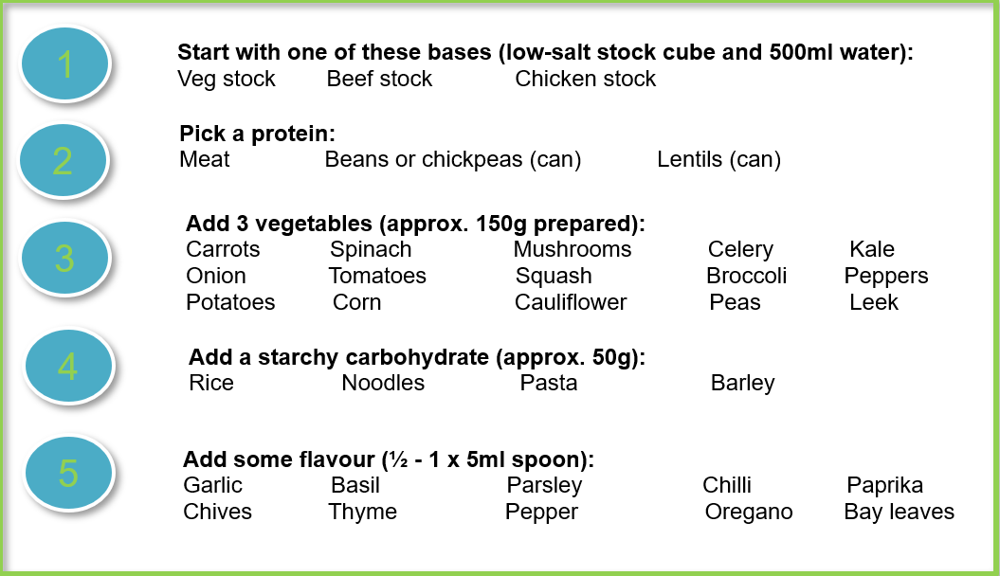 1
Start with one of these bases (low-salt stock cube and 500ml water):
Veg stock Beef stock Chicken stock
2
Pick a protein:
Meat Beans or chickpeas (can) Lentils (can)
3
Add 3 vegetables (approx. 150g prepared):
Carrots Spinach Mushrooms Celery Kale
Onion Tomatoes Squash Broccoli Peppers
Potatoes Corn Cauliflower Peas Leek
4
Add a starchy carbohydrate (approx. 50g):
Rice Noodles Pasta Barley
5
Add some flavour (½ - 1 x 5ml spoon):
Garlic Basil Parsley Chilli Paprika
Chives Thyme Pepper Oregano Bay leaves